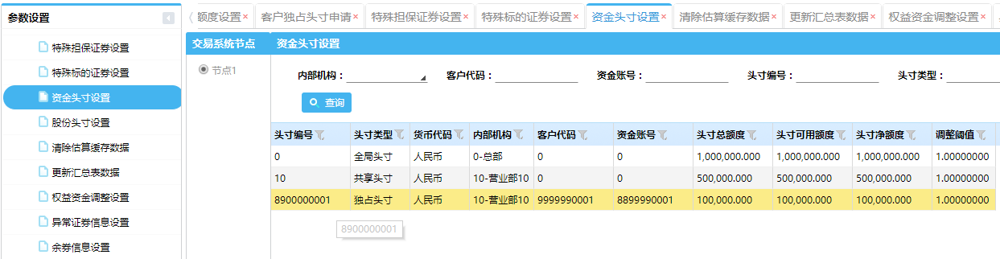 参数设置
额度设置 × 客户独占头寸申请 × 特殊担保证券设置 × 特殊标的证券设置 × 资金头寸设置 × 清除估算缓存数据 × 更新汇总表数据 × 权益资金调整设置 ×
特殊担保证券设置
特殊标的证券设置
资金头寸设置
股份头寸设置
清除估算缓存数据
更新汇总表数据
权益资金调整设置
异常证券信息设置
余券信息设置
交易系统节点
节点1
资金头寸设置
内部机构： 客户代码： 资金账号： 头寸编号： 头寸类型：
查询
头寸编号 头寸类型 货币代码 内部机构 客户代码 资金账号 头寸总额度 头寸可用额度 头寸净额度 调整阈值
0 全局头寸 人民币 0-总部 0 0 1,000,000.000 1,000,000.000 1,000,000.000 1.00000000
10 共享头寸 人民币 10-营业部10 0 0 500,000.000 500,000.000 500,000.000 1.00000000
8900000001 独占头寸 人民币 10-营业部10 9999990001 8899990001 100,000.000 100,000.000 100,000.000 1.00000000
8900000001